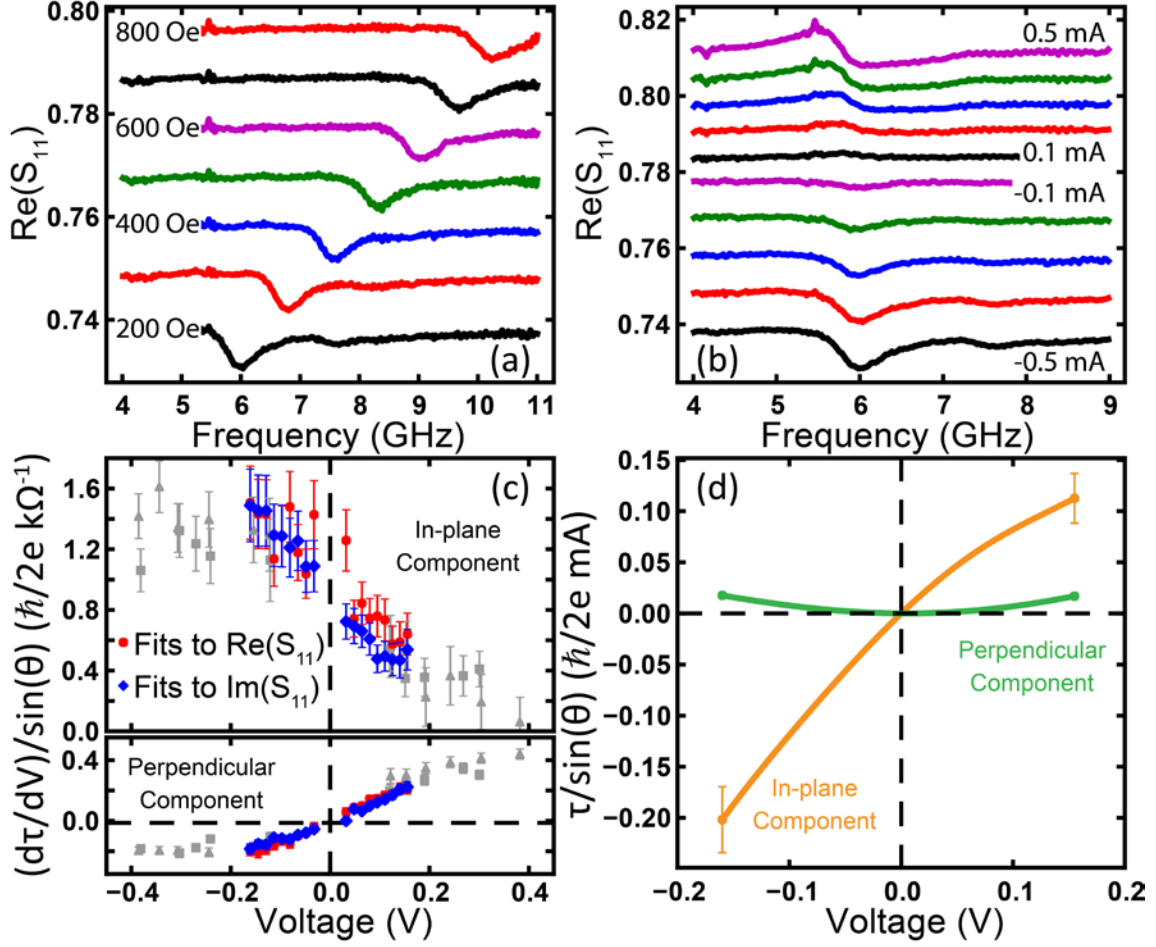 0.80
0.78
0.76
0.74
Re(S11)
800 Oe
600 Oe
400 Oe
200 Oe
(a)
4 5 6 7 8 9 10 11
Frequency (GHz)
0.82
0.80
0.78
0.76
0.74
Re(S11)
0.5 mA
0.1 mA
-0.1 mA
-0.5 mA
(b)
4 5 6 7 8 9
Frequency (GHz)
(dτ/dV)/sin(θ) (ℏ/2e kΩ⁻¹)
1.6
1.2
0.8
0.4
0.0
(c)
In-plane
Component
Fits to Re(S11)
Fits to Im(S11)
0.4
0.0
Perpendicular
Component
−0.4 −0.2 0.0 0.2 0.4
Voltage (V)
τ/sin(θ) (ℏ/2e mA)
0.15
0.10
0.05
0.00
−0.05
−0.10
−0.15
−0.20
(d)
Perpendicular
Component
In-plane
Component
−0.2 −0.1 0.0 0.1 0.2
Voltage (V)